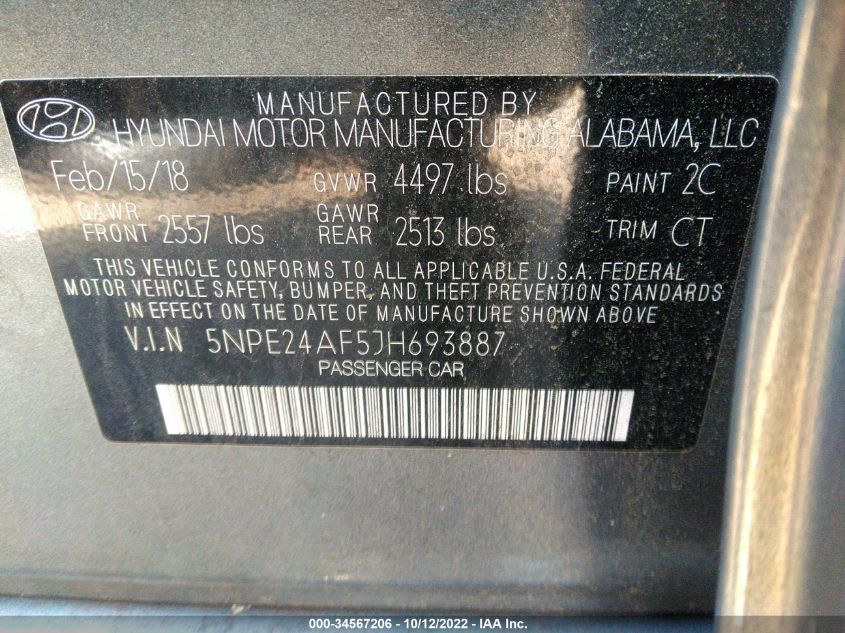 MANUFACTURED BY
HYUNDAI MOTOR MANUFACTURING ALABAMA, LLC
Feb/15/18 GVWR 4497 lbs PAINT 2C
GAWR FRONT 2557 lbs GAWR REAR 2513 lbs TRIM CT
THIS VEHICLE CONFORMS TO ALL APPLICABLE U.S.A. FEDERAL
MOTOR VEHICLE SAFETY, BUMPER, AND THEFT PREVENTION STANDARDS
IN EFFECT ON THE DATE OF MANUFACTURE SHOWN ABOVE
V.I.N 5NPE24AF5JH693887
PASSENGER CAR
000-34567206 - 10/12/2022 - IAA Inc.